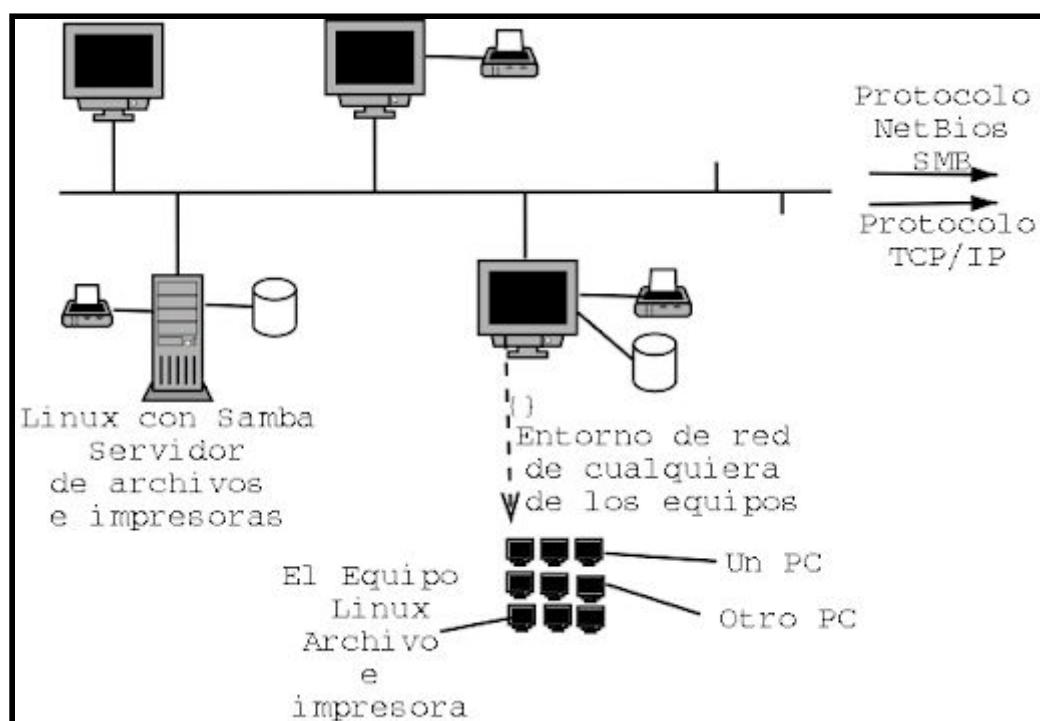 Protocolo
NetBios
SMB
Protocolo
TCP/IP
Linux con Samba
Servidor
de archivos
e impresoras
{}
Entorno de red
de cualquiera
de los equipos
Un PC
Otro PC
El Equipo
Linux
Archivo
e
impresora